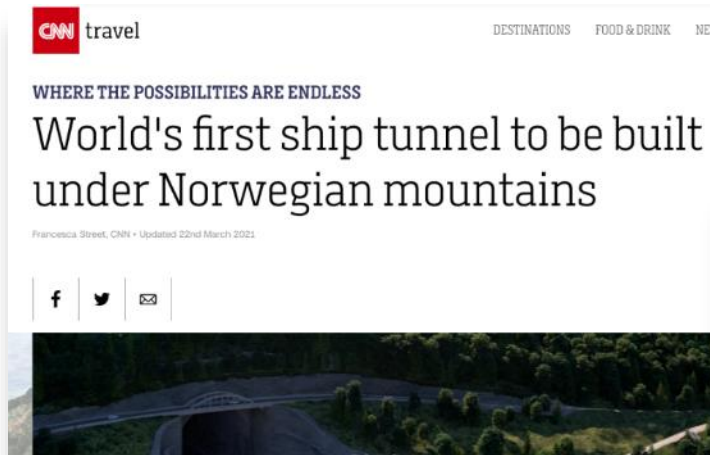 CNN travel
DESTINATIONS FOOD & DRINK
WHERE THE POSSIBILITIES ARE ENDLESS
World's first ship tunnel to be built
under Norwegian mountains
Francesca Street, CNN • Updated 22nd March 2021